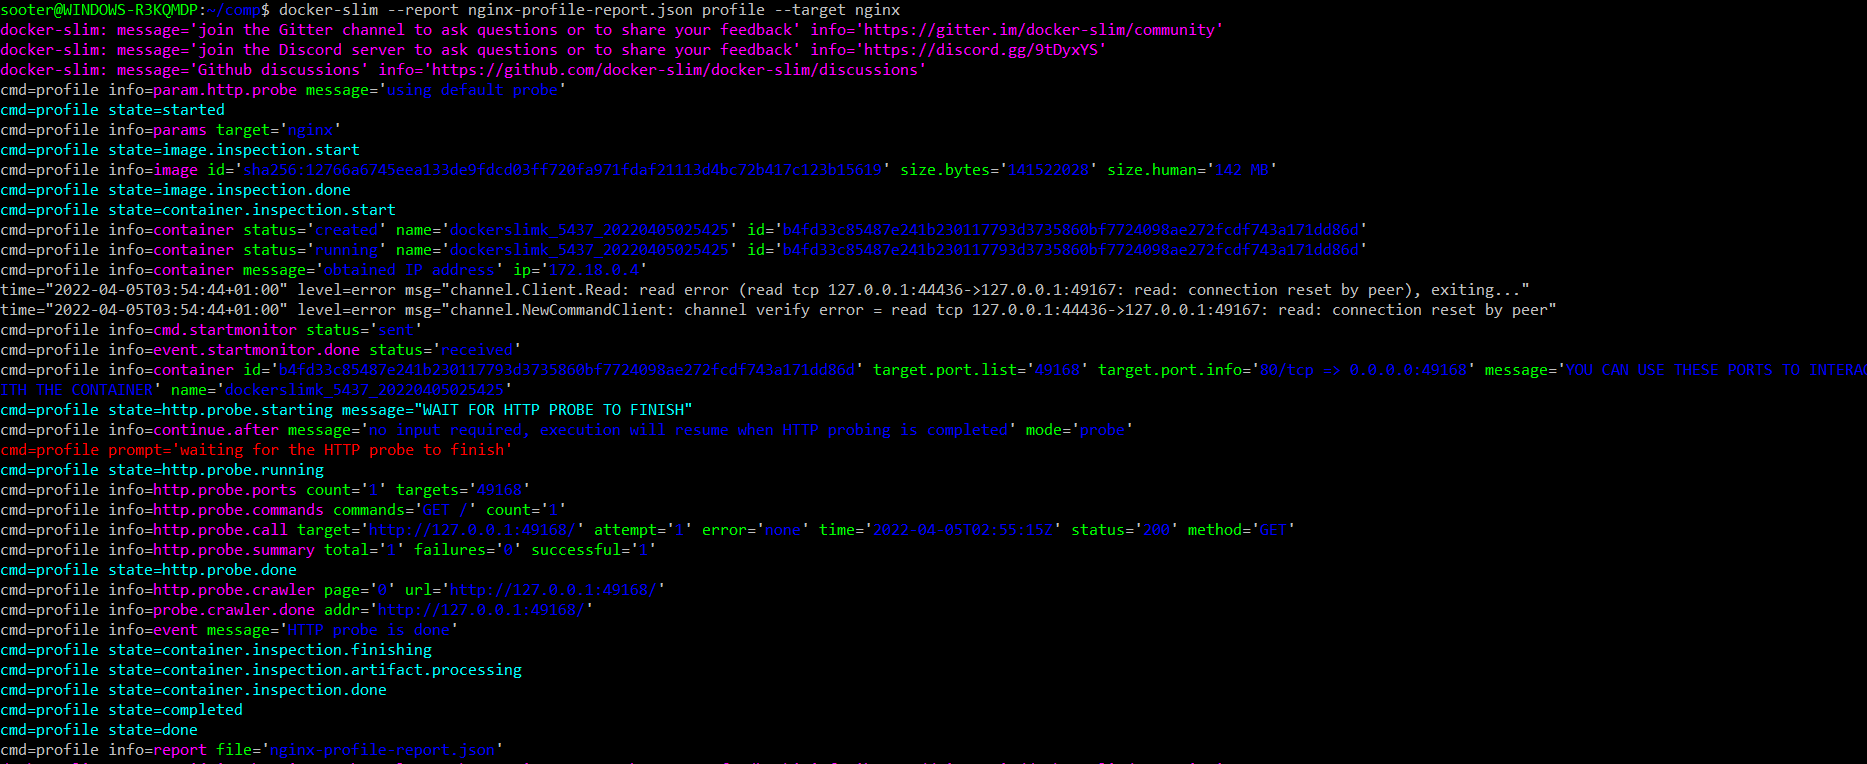 sooter@WINDOWS-R3KQMDP:~/comp$ docker-slim --report nginx-profile-report.json profile --target nginx
docker-slim: message='join the Gitter channel to ask questions or to share your feedback' info='https://gitter.im/docker-slim/community'
docker-slim: message='join the Discord server to ask questions or to share your feedback' info='https://discord.gg/9tDyxYS'
docker-slim: message='Github discussions' info='https://github.com/docker-slim/docker-slim/discussions'
cmd=profile info=param.http.probe message='using default probe'
cmd=profile state=started
cmd=profile info=params target='nginx'
cmd=profile state=image.inspection.start
cmd=profile info=image id='sha256:12766a6745eea133de9fdcd03ff720fa971fdaf21113d4bc72b417c123b15619' size.bytes='141522028' size.human='142 MB'
cmd=profile state=image.inspection.done
cmd=profile state=container.inspection.start
cmd=profile info=container status='created' name='dockerslimk_5437_20220405025425' id='b4fd33c85487e241b230117793d3735860bf7724098ae272fcdf743a171dd86d'
cmd=profile info=container status='running' name='dockerslimk_5437_20220405025425' id='b4fd33c85487e241b230117793d3735860bf7724098ae272fcdf743a171dd86d'
cmd=profile info=container message='obtained IP address' ip='172.18.0.4'
time="2022-04-05T03:54:44+01:00" level=error msg="channel.Client.Read: read error (read tcp 127.0.0.1:44436->127.0.0.1:49167: read: connection reset by peer), exiting..."
time="2022-04-05T03:54:44+01:00" level=error msg="channel.NewCommandClient: channel verify error = read tcp 127.0.0.1:44436->127.0.0.1:49167: read: connection reset by peer"
cmd=profile info=cmd.startmonitor status='sent'
cmd=profile info=event.startmonitor.done status='received'
cmd=profile info=container id='b4fd33c85487e241b230117793d3735860bf7724098ae272fcdf743a171dd86d' target.port.list='49168' target.port.info='80/tcp => 0.0.0.0:49168' message='YOU CAN USE THESE PORTS TO INTERAC
ITH THE CONTAINER' name='dockerslimk_5437_20220405025425'
cmd=profile state=http.probe.starting message="WAIT FOR HTTP PROBE TO FINISH"
cmd=profile info=continue.after message='no input required, execution will resume when HTTP probing is completed' mode='probe'
cmd=profile prompt='waiting for the HTTP probe to finish'
cmd=profile state=http.probe.running
cmd=profile info=http.probe.ports count='1' targets='49168'
cmd=profile info=http.probe.commands commands='GET /' count='1'
cmd=profile info=http.probe.call target='http://127.0.0.1:49168/' attempt='1' error='none' time='2022-04-05T02:55:15Z' status='200' method='GET'
cmd=profile info=http.probe.summary total='1' failures='0' successful='1'
cmd=profile state=http.probe.done
cmd=profile info=http.probe.crawler page='0' url='http://127.0.0.1:49168/'
cmd=profile info=probe.crawler.done addr='http://127.0.0.1:49168/'
cmd=profile info=event message='HTTP probe is done'
cmd=profile state=container.inspection.finishing
cmd=profile state=container.inspection.artifact.processing
cmd=profile state=container.inspection.done
cmd=profile state=completed
cmd=profile state=done
cmd=profile info=report file='nginx-profile-report.json'